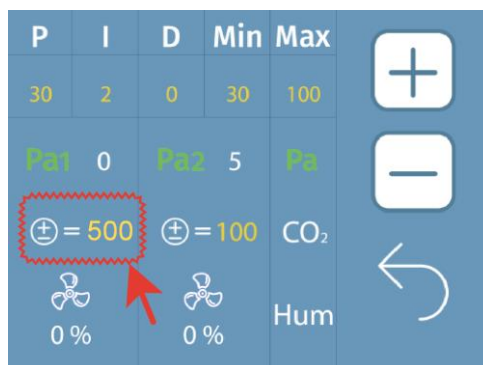 P I D Min Max
30 2 0 30 100
Pa1 0 Pa2 5 Pa
± = 500 ± = 100 CO₂
0 % 0 % Hum